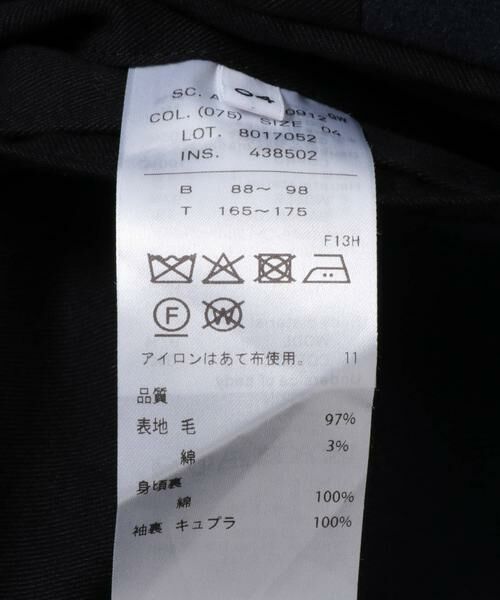 04
SC.
COL. (075) SIZE 04
LOT. 8017052
INS. 438502
B 88～ 98
T 165～175
F13H
F W
アイロンはあて布使用。 11
品質
表地 毛 97%
綿 3%
身頃裏
綿 100%
袖裏 キュプラ 100%